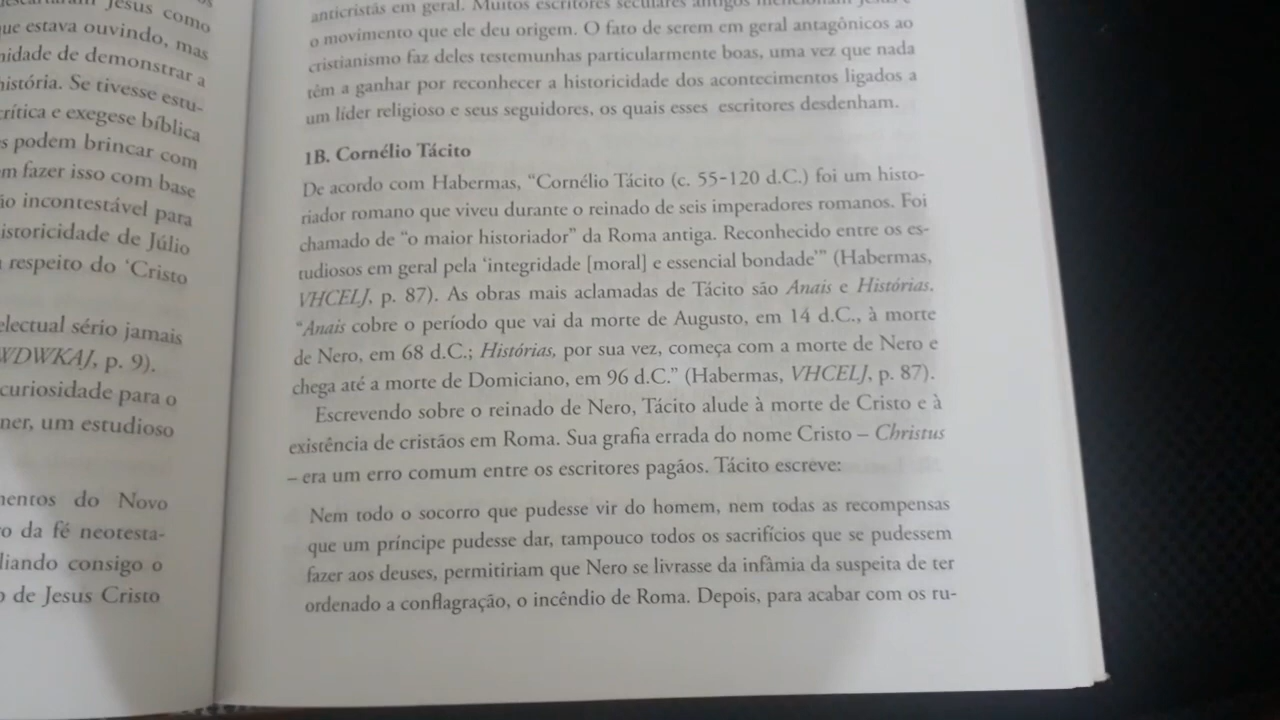 Jesus como
que estava ouvindo, mas
nidade de demonstrar a
história. Se tivesse estu-
crítica e exegese bíblica
s podem brincar com
m fazer isso com base
ão incontestável para
istoricidade de Júlio
a respeito do ‘Cristo
electual sério jamais
WDWKAJ, p. 9).
curiosidade para o
ner, um estudioso
mentos do Novo
o da fé neotesta-
liando consigo o
o de Jesus Cristo
anticristãs em geral. Muitos escritores seculares antigos mencionam Jesus e
o movimento que ele deu origem. O fato de serem em geral antagônicos ao
cristianismo faz deles testemunhas particularmente boas, uma vez que nada
têm a ganhar por reconhecer a historicidade dos acontecimentos ligados a
um líder religioso e seus seguidores, os quais esses escritores desdenham.
1B. Cornélio Tácito
De acordo com Habermas, “Cornélio Tácito (c. 55-120 d.C.) foi um histo-
riador romano que viveu durante o reinado de seis imperadores romanos. Foi
chamado de “o maior historiador” da Roma antiga. Reconhecido entre os es-
tudiosos em geral pela ‘integridade [moral] e essencial bondade’” (Habermas,
VHCELJ, p. 87). As obras mais aclamadas de Tácito são Anais e Histórias.
“Anais cobre o período que vai da morte de Augusto, em 14 d.C., à morte
de Nero, em 68 d.C.; Histórias, por sua vez, começa com a morte de Nero e
chega até a morte de Domiciano, em 96 d.C.” (Habermas, VHCELJ, p. 87).
Escrevendo sobre o reinado de Nero, Tácito alude à morte de Cristo e à
existência de cristãos em Roma. Sua grafia errada do nome Cristo – Christus
– era um erro comum entre os escritores pagãos. Tácito escreve:
Nem todo o socorro que pudesse vir do homem, nem todas as recompensas
que um príncipe pudesse dar, tampouco todos os sacrifícios que se pudessem
fazer aos deuses, permitiriam que Nero se livrasse da infâmia da suspeita de ter
ordenado a conflagração, o incêndio de Roma. Depois, para acabar com os ru-